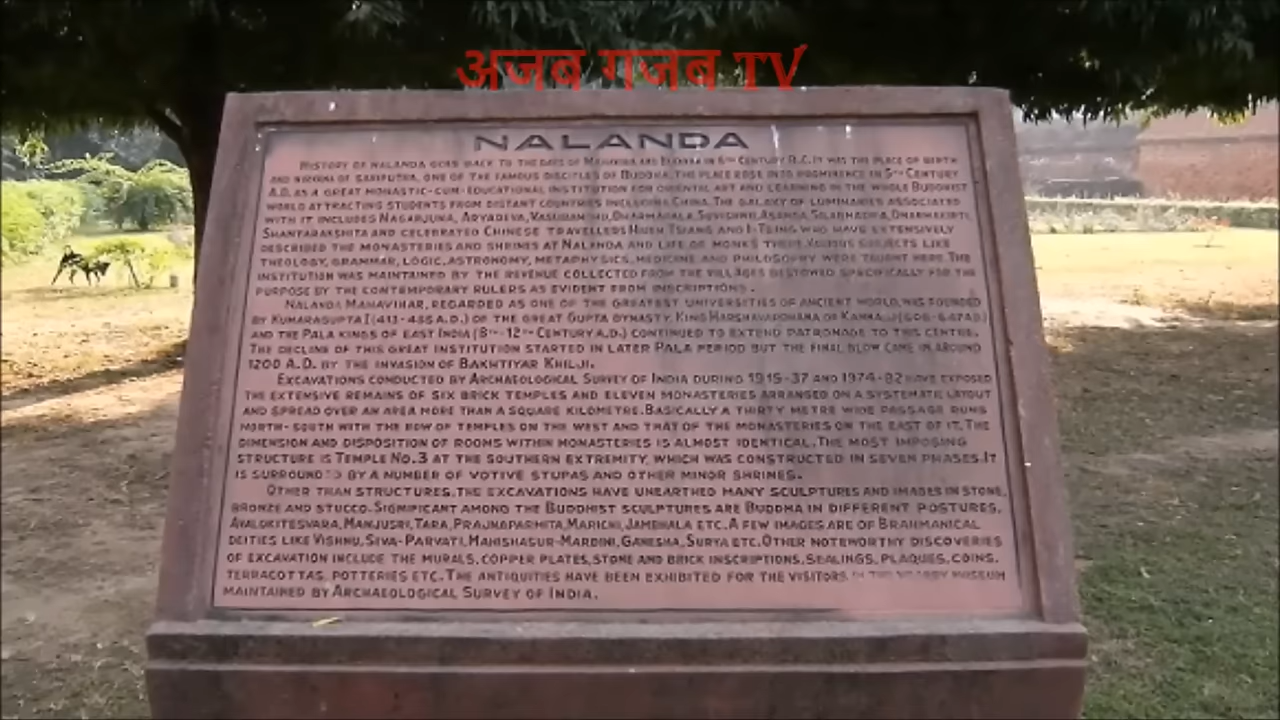 अजब गजब TV
NALANDA
HISTORY OF NALANDA GOES BACK TO THE DAYS OF MAHAVIRA AND BUDDHA IN 6TH CENTURY B.C. IT WAS THE PLACE OF BIRTH
AND NIRVANA OF SARIPUTRA, ONE OF THE FAMOUS DISCIPLES OF BUDDHA. THE PLACE ROSE INTO PROMINENCE IN 5TH CENTURY
A.D. AS A GREAT MONASTIC-CUM-EDUCATIONAL INSTITUTION FOR ORIENTAL ART AND LEARNING IN THE WHOLE BUDDHIST
WORLD ATTRACTING STUDENTS FROM DISTANT COUNTRIES INCLUDING CHINA. THE GALAXY OF LUMINARIES ASSOCIATED
WITH IT INCLUDES NAGARJUNA, ARYADEVA, VASUBANDHU, DHARMAPALA, SUVISHNU, ASANGA, SILABHADRA, DHARMAKIRTI,
SHANTARAKSHITA AND CELEBRATED CHINESE TRAVELLERS HIUEN TSIANG AND I-TSING WHO HAVE EXTENSIVELY
DESCRIBED THE MONASTERIES AND SHRINES AT NALANDA AND LIFE OF MONKS THERE. VARIOUS SUBJECTS LIKE
THEOLOGY, GRAMMAR, LOGIC, ASTRONOMY, METAPHYSICS, MEDICINE AND PHILOSOPHY WERE TAUGHT HERE. THE
INSTITUTION WAS MAINTAINED BY THE REVENUE COLLECTED FROM THE VILLAGES BESTOWED SPECIFICALLY FOR THE
PURPOSE BY THE CONTEMPORARY RULERS AS EVIDENT FROM INSCRIPTIONS.
NALANDA MAHAVIHAR, REGARDED AS ONE OF THE GREATEST UNIVERSITIES OF ANCIENT WORLD, WAS FOUNDED
BY KUMARAGUPTA I (413-455 A.D.) OF THE GREAT GUPTA DYNASTY. KING HARSHAVARDHANA OF KANNAUJ (606-647 A.D.)
AND THE PALA KINGS OF EAST INDIA (8TH-12TH CENTURY A.D.) CONTINUED TO EXTEND PATRONAGE TO THIS CENTRE.
THE DECLINE OF THIS GREAT INSTITUTION STARTED IN LATER PALA PERIOD BUT THE FINAL BLOW CAME IN AROUND
1200 A.D. BY THE INVASION OF BAKHTIYAR KHILJI.
EXCAVATIONS CONDUCTED BY ARCHAEOLOGICAL SURVEY OF INDIA DURING 1915-37 AND 1974-82 HAVE EXPOSED
THE EXTENSIVE REMAINS OF SIX BRICK TEMPLES AND ELEVEN MONASTERIES ARRANGED ON A SYSTEMATIC LAYOUT
AND SPREAD OVER AN AREA MORE THAN A SQUARE KILOMETRE. BASICALLY A THIRTY METRE WIDE PASSAGE RUNS
NORTH-SOUTH WITH THE ROW OF TEMPLES ON THE WEST AND THAT OF THE MONASTERIES ON THE EAST OF IT. THE
DIMENSION AND DISPOSITION OF ROOMS WITHIN MONASTERIES IS ALMOST IDENTICAL. THE MOST IMPOSING
STRUCTURE IS TEMPLE NO.3 AT THE SOUTHERN EXTREMITY, WHICH WAS CONSTRUCTED IN SEVEN PHASES. IT
IS SURROUNDED BY A NUMBER OF VOTIVE STUPAS AND OTHER MINOR SHRINES.
OTHER THAN STRUCTURES, THE EXCAVATIONS HAVE UNEARTHED MANY SCULPTURES AND IMAGES IN STONE,
BRONZE AND STUCCO. SIGNIFICANT AMONG THE BUDDHIST SCULPTURES ARE BUDDHA IN DIFFERENT POSTURES,
AVALOKITESVARA, MANJUSRI, TARA, PRAJNAPARMITA, MARICHI, JAMBHALA ETC. A FEW IMAGES ARE OF BRAHMANICAL
DEITIES LIKE VISHNU, SIVA-PARVATI, MAHISHASUR-MARDINI, GANESHA, SURYA ETC. OTHER NOTEWORTHY DISCOVERIES
OF EXCAVATION INCLUDE THE MURALS, COPPER PLATES, STONE AND BRICK INSCRIPTIONS, SEALINGS, PLAQUES, COINS,
TERRACOTTAS, POTTERIES ETC. THE ANTIQUITIES HAVE BEEN EXHIBITED FOR THE VISITORS IN THE NEARBY MUSEUM
MAINTAINED BY ARCHAEOLOGICAL SURVEY OF INDIA.